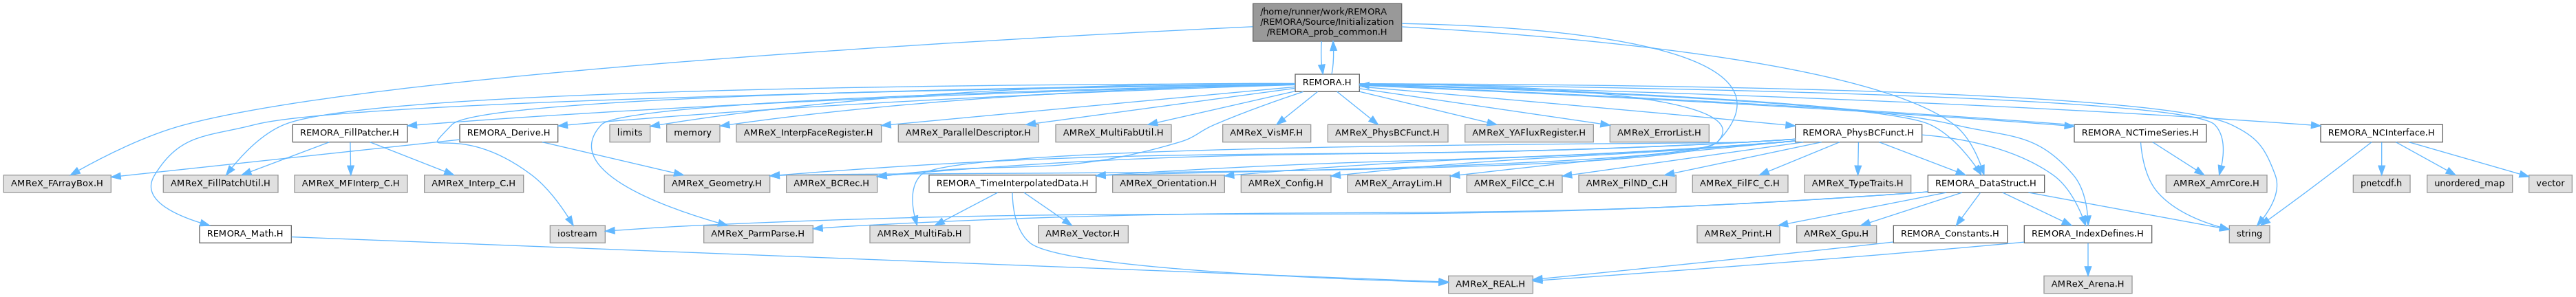 /home/runner/work/REMORA
/REMORA/Source/Initialization
/REMORA_prob_common.H
REMORA.H
REMORA_FillPatcher.H
REMORA_Derive.H
limits
memory
AMReX_InterpFaceRegister.H
AMReX_ParallelDescriptor.H
AMReX_MultiFabUtil.H
AMReX_VisMF.H
AMReX_PhysBCFunct.H
AMReX_YAFluxRegister.H
AMReX_ErrorList.H
REMORA_PhysBCFunct.H
REMORA_NCTimeSeries.H
REMORA_NCInterface.H
AMReX_FArrayBox.H
AMReX_FillPatchUtil.H
AMReX_MFInterp_C.H
AMReX_Interp_C.H
AMReX_Geometry.H
AMReX_BCRec.H
REMORA_TimeInterpolatedData.H
AMReX_Orientation.H
AMReX_Config.H
AMReX_ArrayLim.H
AMReX_FilCC_C.H
AMReX_FilND_C.H
AMReX_FilFC_C.H
AMReX_TypeTraits.H
REMORA_DataStruct.H
AMReX_AmrCore.H
pnetcdf.h
unordered_map
vector
REMORA_Math.H
iostream
AMReX_ParmParse.H
AMReX_MultiFab.H
AMReX_Vector.H
AMReX_Print.H
AMReX_Gpu.H
REMORA_Constants.H
REMORA_IndexDefines.H
string
AMReX_REAL.H
AMReX_Arena.H